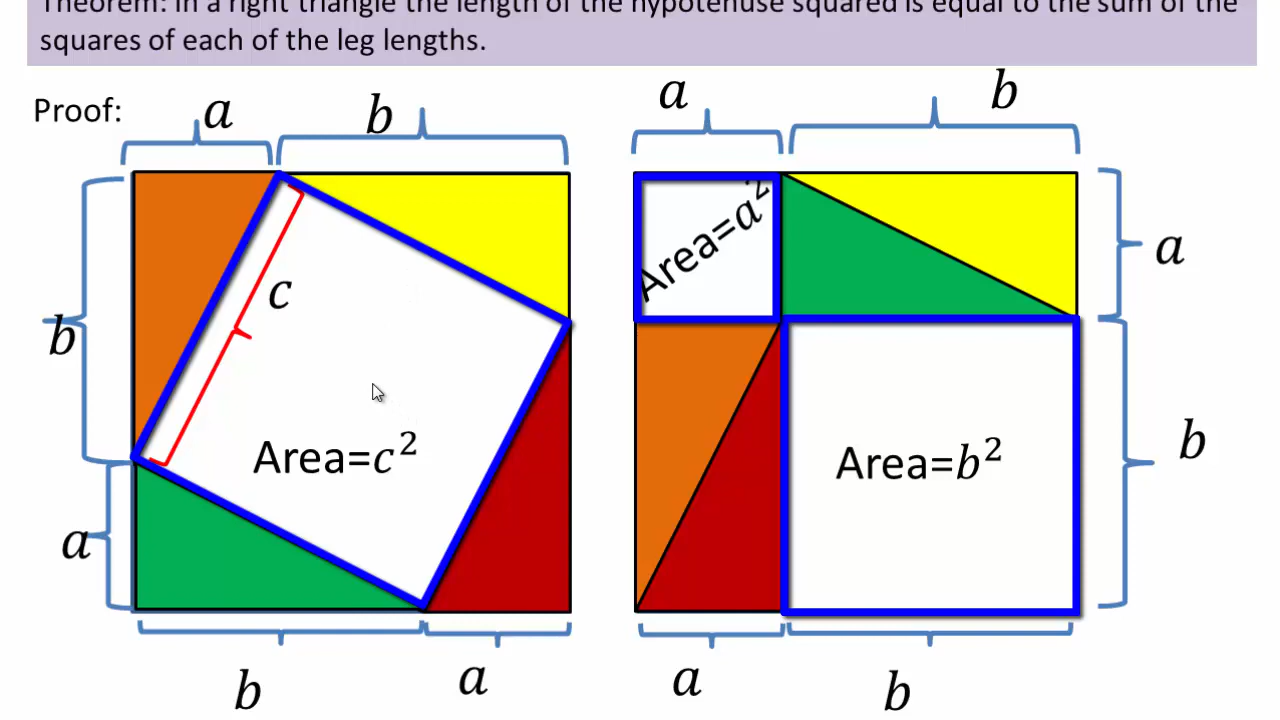 Theorem: In a right triangle the length of the hypotenuse squared is equal to the sum of the
squares of each of the leg lengths.
Proof:
a
b
a
b
b
c
Area=c²
a
b
a
Area=a²
a
Area=b²
b
a
b